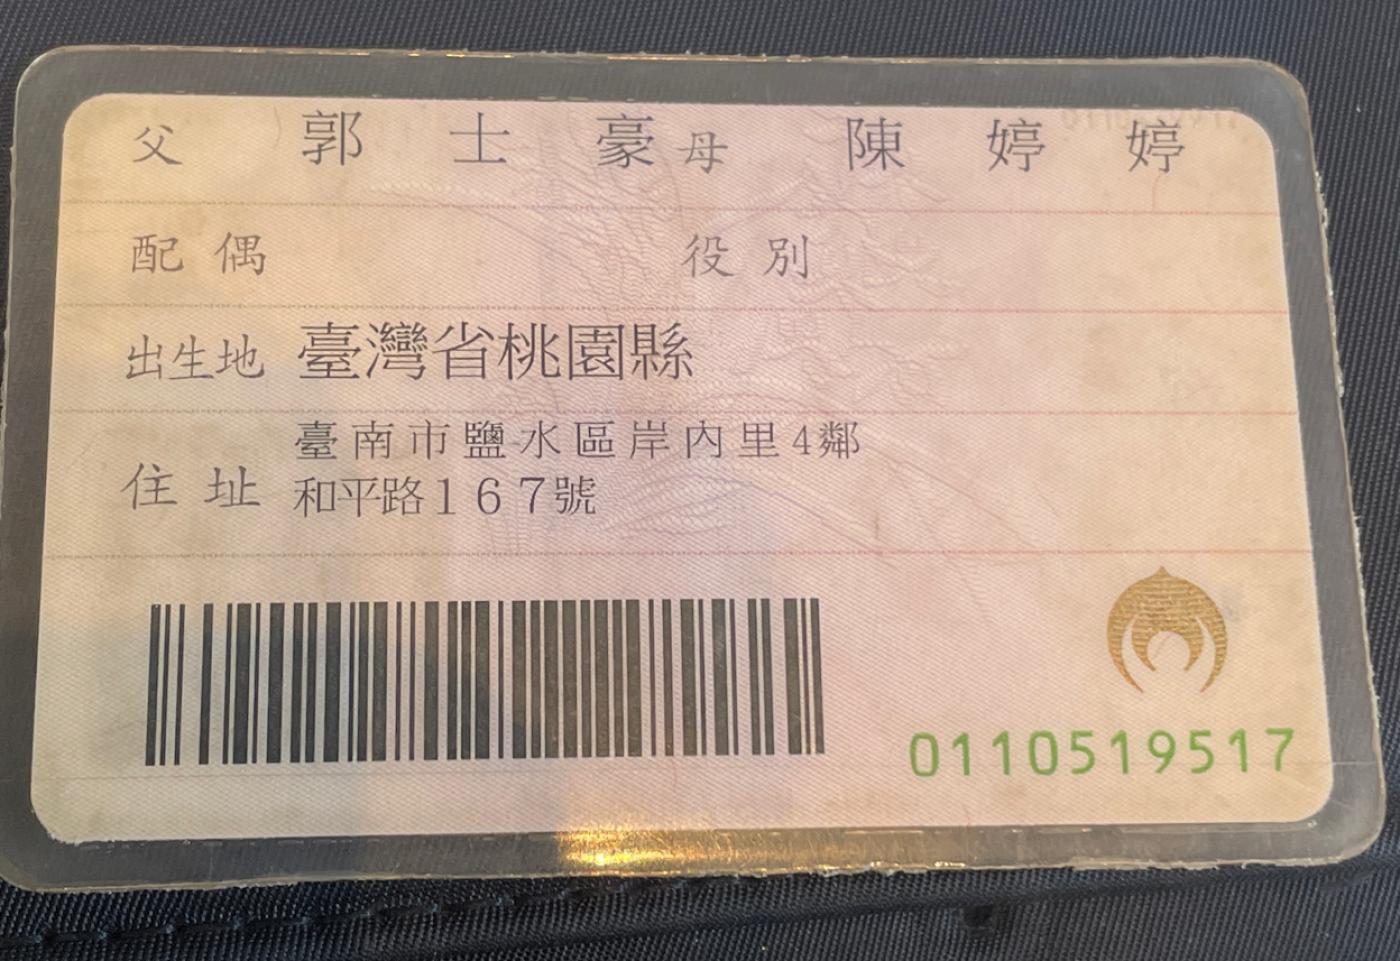 父 郭士豪 母 陳婷婷
配偶 役別
出生地 臺灣省桃園縣
住址 臺南市鹽水區岸內里4鄰
和平路167號
0110519517